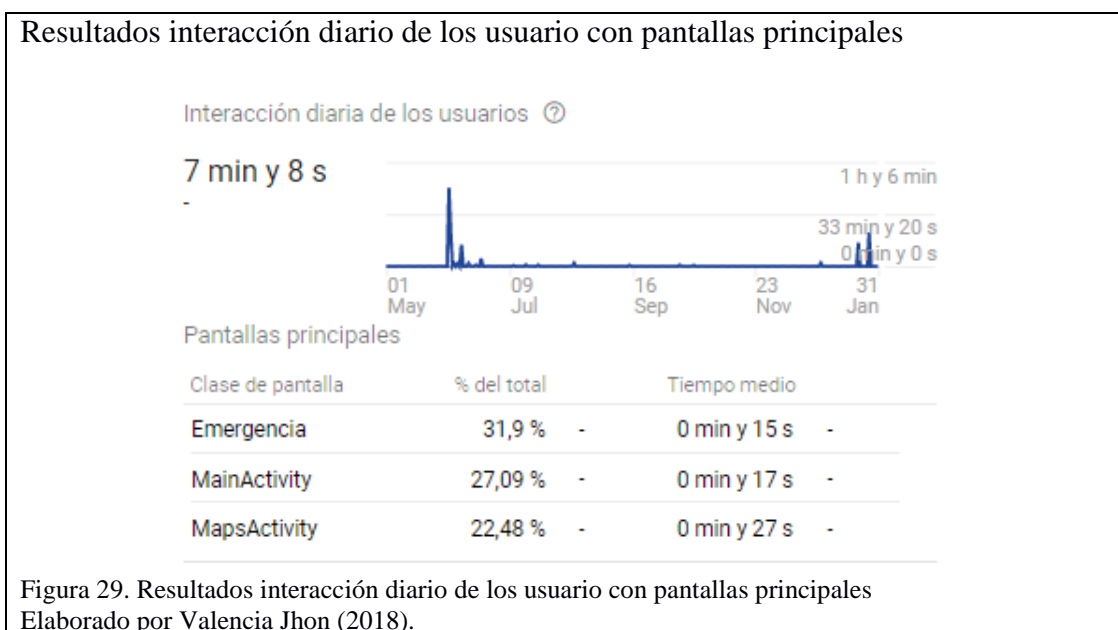 Resultados interacción diario de los usuario con pantallas principales
Interacción diaria de los usuarios ?
7 min y 8 s
-
1 h y 6 min
33 min y 20 s
0 min y 0 s
01 09 16 23 31
May Jul Sep Nov Jan
Pantallas principales
Clase de pantalla % del total Tiempo medio
Emergencia 31,9 % - 0 min y 15 s -
MainActivity 27,09 % - 0 min y 17 s -
MapsActivity 22,48 % - 0 min y 27 s -
Figura 29. Resultados interacción diario de los usuario con pantallas principales
Elaborado por Valencia Jhon (2018).